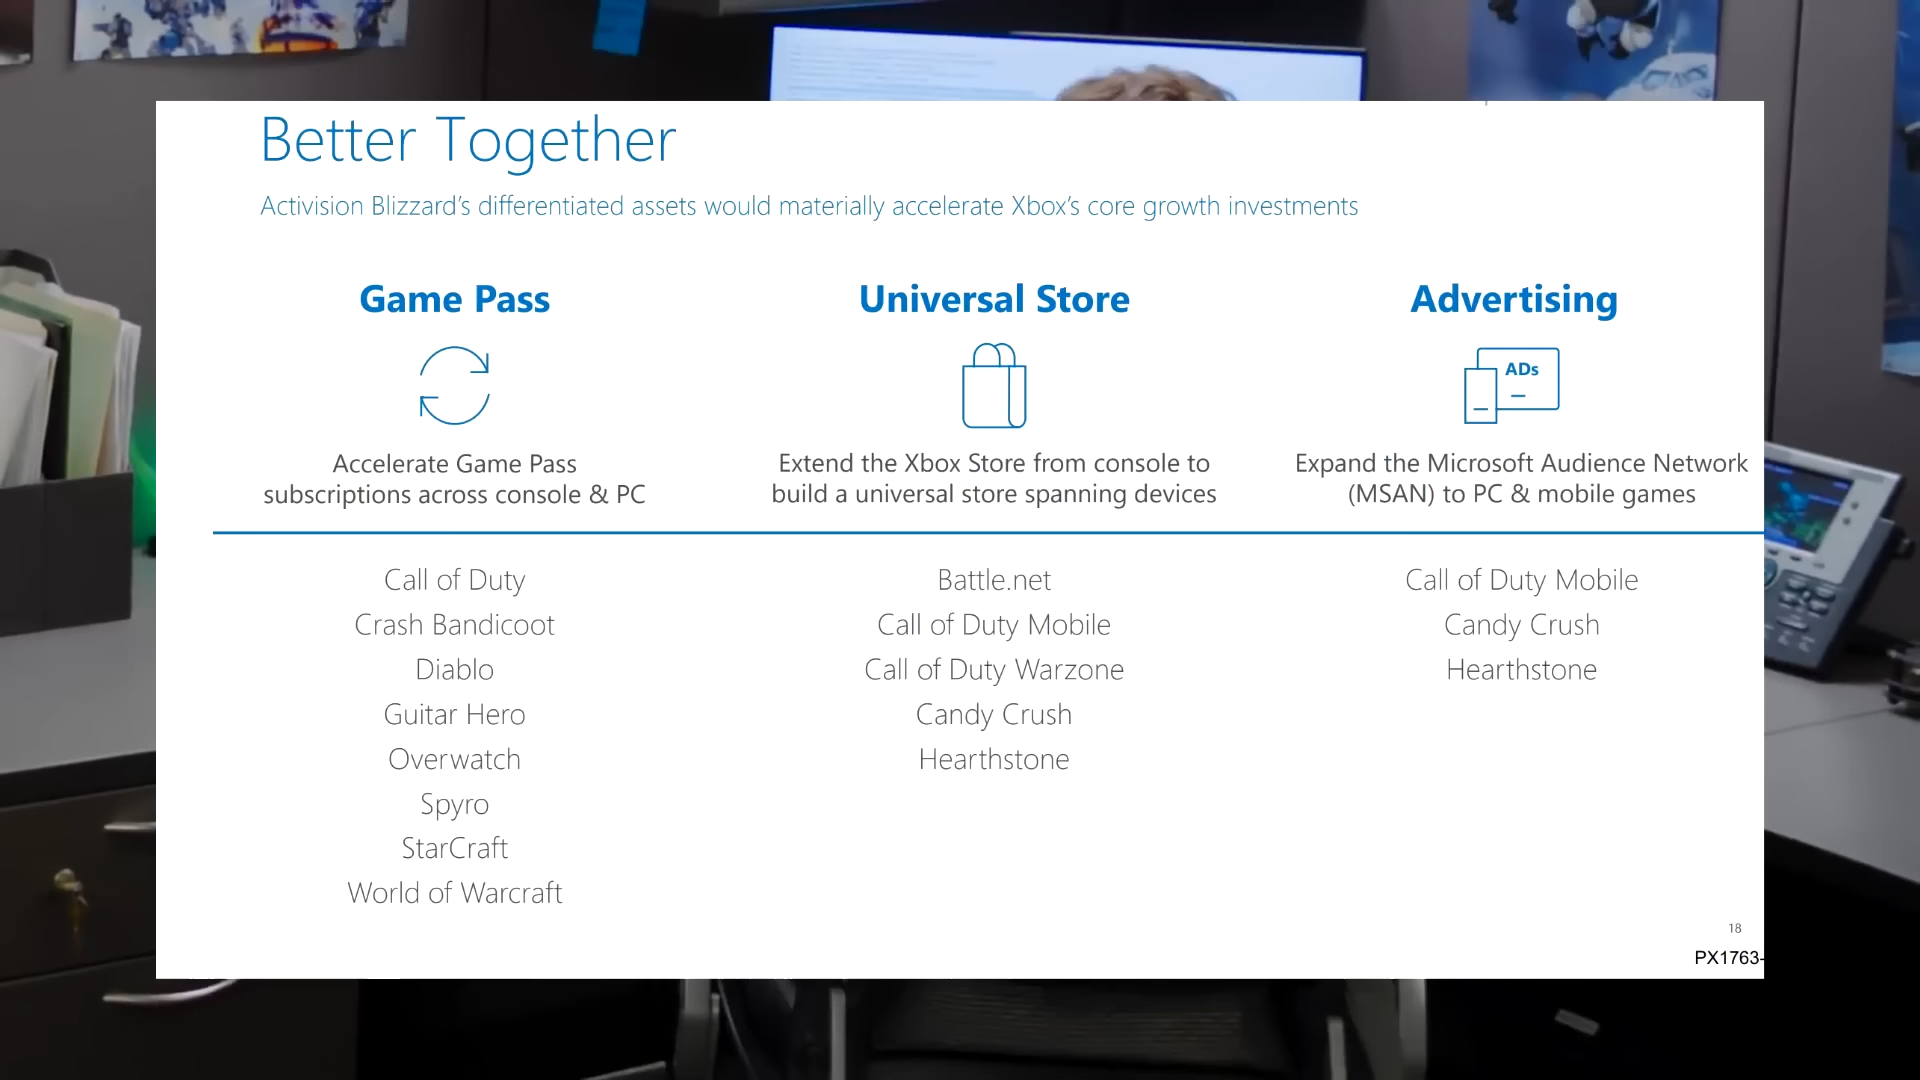 Better Together
Activision Blizzard's differentiated assets would materially accelerate Xbox's core growth investments
Game Pass
Accelerate Game Pass
subscriptions across console & PC
Call of Duty
Crash Bandicoot
Diablo
Guitar Hero
Overwatch
Spyro
StarCraft
World of Warcraft
Universal Store
Extend the Xbox Store from console to
build a universal store spanning devices
Battle.net
Call of Duty Mobile
Call of Duty Warzone
Candy Crush
Hearthstone
Advertising
ADs
Expand the Microsoft Audience Network
(MSAN) to PC & mobile games
Call of Duty Mobile
Candy Crush
Hearthstone
18
PX1763-